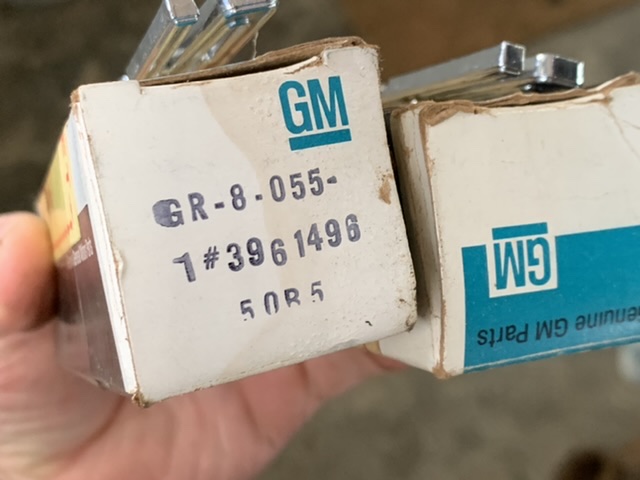 GM
GR-8-055-
1#3961496
50B5
GM
Genuine GM Parts